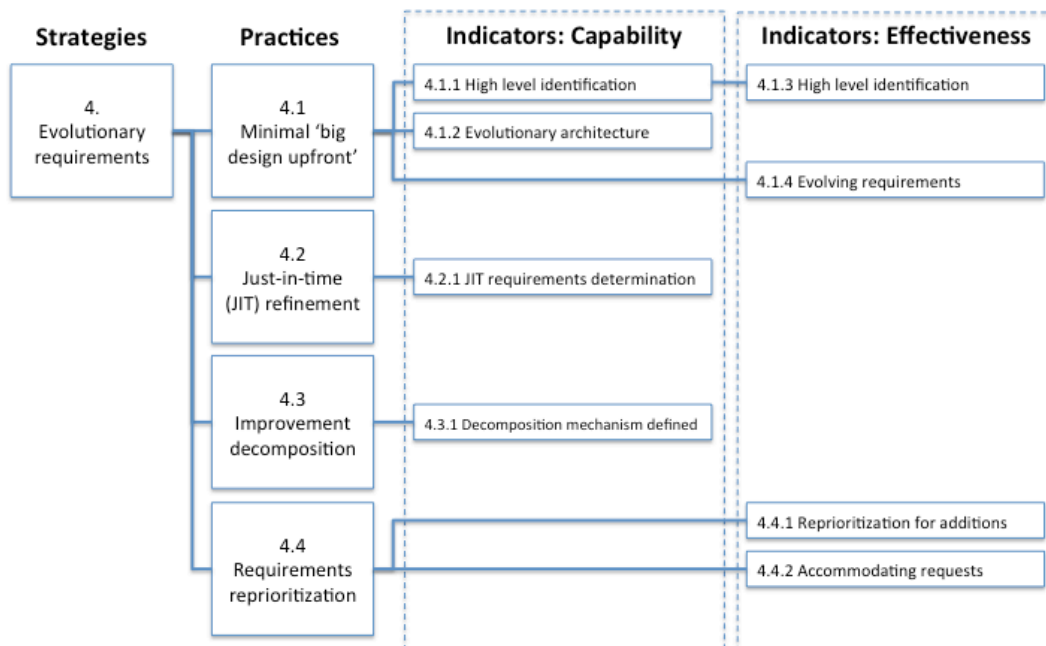 Strategies
Practices
Indicators: Capability
Indicators: Effectiveness
4.
Evolutionary
requirements
4.1
Minimal ‘big
design upfront’
4.1.1 High level identification
4.1.3 High level identification
4.1.2 Evolutionary architecture
4.1.4 Evolving requirements
4.2
Just-in-time
(JIT) refinement
4.2.1 JIT requirements determination
4.3
Improvement
decomposition
4.3.1 Decomposition mechanism defined
4.4
Requirements
reprioritization
4.4.1 Reprioritization for additions
4.4.2 Accommodating requests